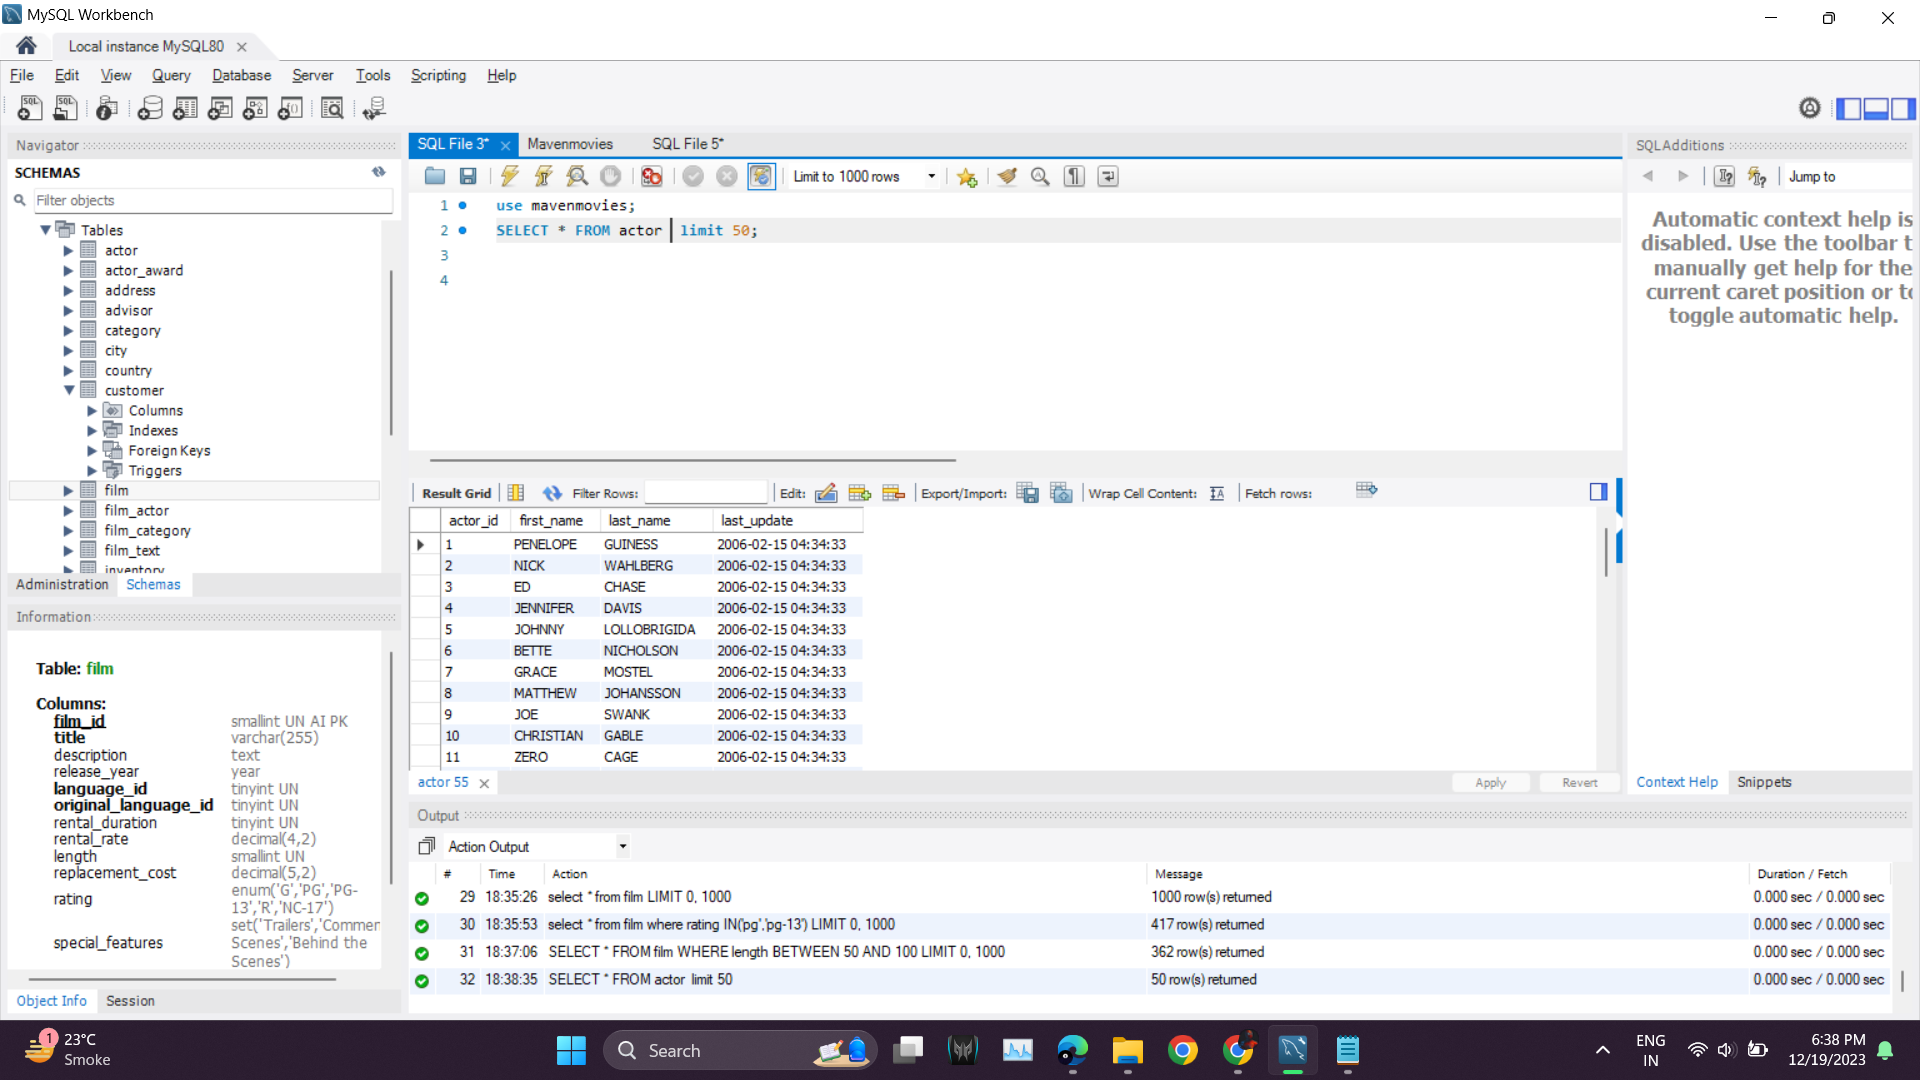 MySQL Workbench
Local instance MySQL80
File Edit View Query Database Server Tools Scripting Help
Navigator
SCHEMAS
Filter objects
Tables
actor
actor_award
address
advisor
category
city
country
customer
Columns
Indexes
Foreign Keys
Triggers
film
film_actor
film_category
film_text
inventory
Administration Schemas
Information
Table: film
Columns:
film_id smallint UN AI PK
title varchar(255)
description text
release_year year
language_id tinyint UN
original_language_id tinyint UN
rental_duration tinyint UN
rental_rate decimal(4,2)
length smallint UN
replacement_cost decimal(5,2)
rating enum('G','PG','PG-
13','R','NC-17')
special_features set('Trailers','Commen
Scenes','Behind the
Scenes')
Object Info Session
SQL File 3* Mavenmovies SQL File 5*
Limit to 1000 rows
1 use mavenmovies;
2 SELECT * FROM actor limit 50;
3
4
Result Grid Filter Rows: Edit: Export/Import: Wrap Cell Content: Fetch rows:
actor_id first_name last_name last_update
1 PENELOPE GUINESS 2006-02-15 04:34:33
2 NICK WAHLBERG 2006-02-15 04:34:33
3 ED CHASE 2006-02-15 04:34:33
4 JENNIFER DAVIS 2006-02-15 04:34:33
5 JOHNNY LOLLOBRIGIDA 2006-02-15 04:34:33
6 BETTE NICHOLSON 2006-02-15 04:34:33
7 GRACE MOSTEL 2006-02-15 04:34:33
8 MATTHEW JOHANSSON 2006-02-15 04:34:33
9 JOE SWANK 2006-02-15 04:34:33
10 CHRISTIAN GABLE 2006-02-15 04:34:33
11 ZERO CAGE 2006-02-15 04:34:33
actor 55 Apply Revert
Output
Action Output
# Time Action Message Duration / Fetch
29 18:35:26 select * from film LIMIT 0, 1000 1000 row(s) returned 0.000 sec / 0.000 sec
30 18:35:53 select * from film where rating IN('pg','pg-13') LIMIT 0, 1000 417 row(s) returned 0.000 sec / 0.000 sec
31 18:37:06 SELECT * FROM film WHERE length BETWEEN 50 AND 100 LIMIT 0, 1000 362 row(s) returned 0.000 sec / 0.000 sec
32 18:38:35 SELECT * FROM actor limit 50 50 row(s) returned 0.000 sec / 0.000 sec
SQLAdditions
Jump to
Automatic context help is
disabled. Use the toolbar t
manually get help for the
current caret position or to
toggle automatic help.
Context Help Snippets
1
23°C
Smoke
Search
ENG
IN
6:38 PM
12/19/2023